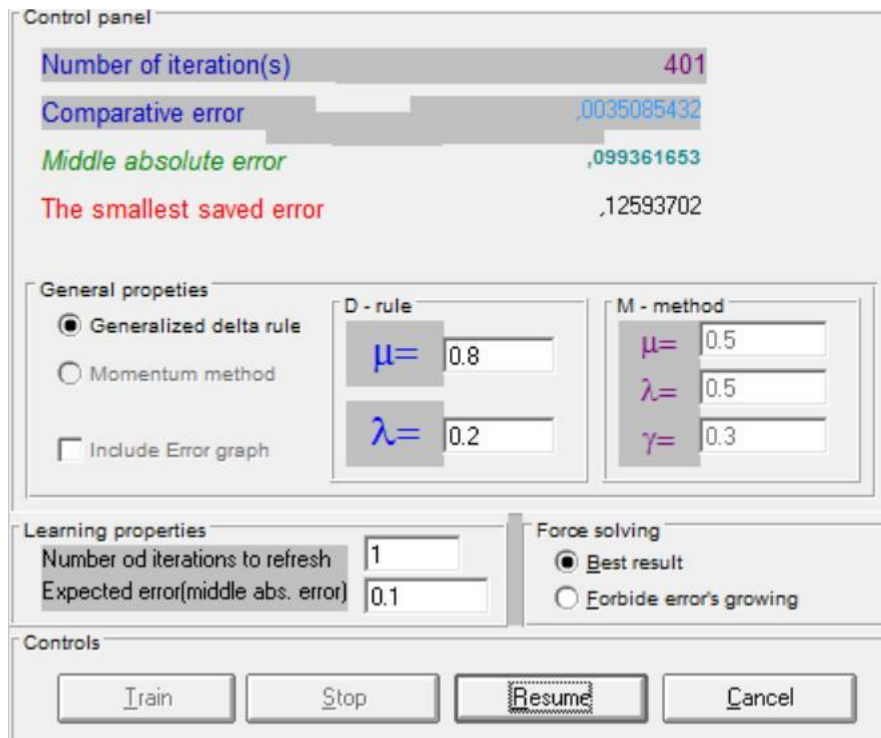 Control panel
Number of iteration(s) 401
Comparative error ,0035085432
Middle absolute error ,099361653
The smallest saved error ,12593702
General propeties
Generalized delta rule
Momentum method
Include Error graph
D - rule
μ= 0.8
λ= 0.2
M - method
μ= 0.5
λ= 0.5
γ= 0.3
Learning properties
Number od iterations to refresh 1
Expected error(middle abs. error) 0.1
Force solving
Best result
Forbide error's growing
Controls
Train Stop Resume Cancel